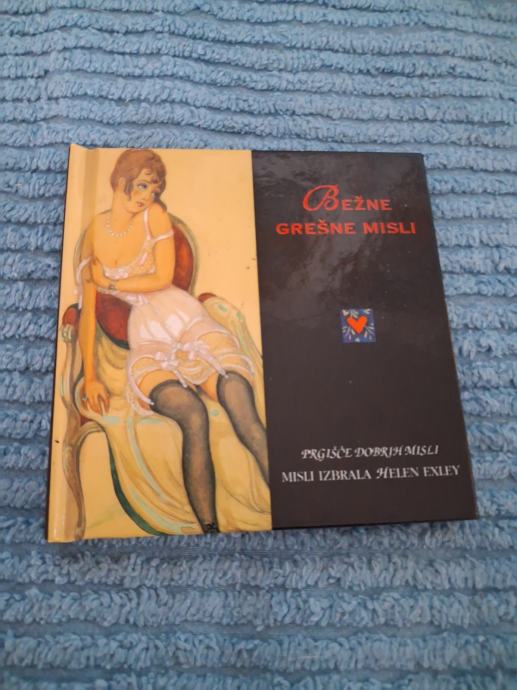 BEŽNE
GREŠNE MISLI
PRGIŠČE DOBRIH MISLI
MISLI IZBRALA HELEN EXLEY